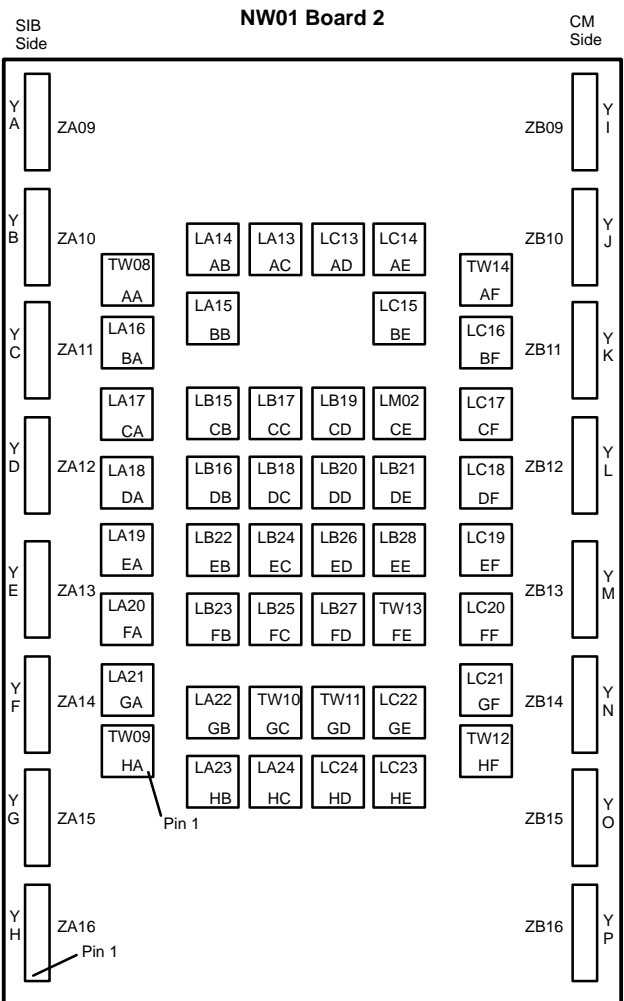 NW01 Board 2
SIB
Side
CM
Side
Y
A
ZA09
ZB09
Y
I
Y
B
ZA10
ZB10
Y
J
LA14 LA13 LC13 LC14
AB AC AD AE
TW08
AA
TW14
AF
LA15
BB
LC15
BE
Y
C
ZA11
LA16
BA
LC16
BF
ZB11
Y
K
LA17 LB15 LB17 LB19 LM02 LC17
CA CB CC CD CE CF
Y
D
ZA12
ZB12
Y
L
LA18 LB16 LB18 LB20 LB21 LC18
DA DB DC DD DE DF
LA19 LB22 LB24 LB26 LB28 LC19
EA EB EC ED EE EF
Y
E
ZA13
ZB13
Y
M
LA20 LB23 LB25 LB27 TW13 LC20
FA FB FC FD FE FF
Y
F
ZA14
ZB14
Y
N
LA21
GA
LC21
GF
LA22 TW10 TW11 LC22
GB GC GD GE
TW09
HA
TW12
HF
LA23 LA24 LC24 LC23
HB HC HD HE
Pin 1
Y
G
ZA15
ZB15
Y
O
Y
H
ZA16
ZB16
Y
P
Pin 1